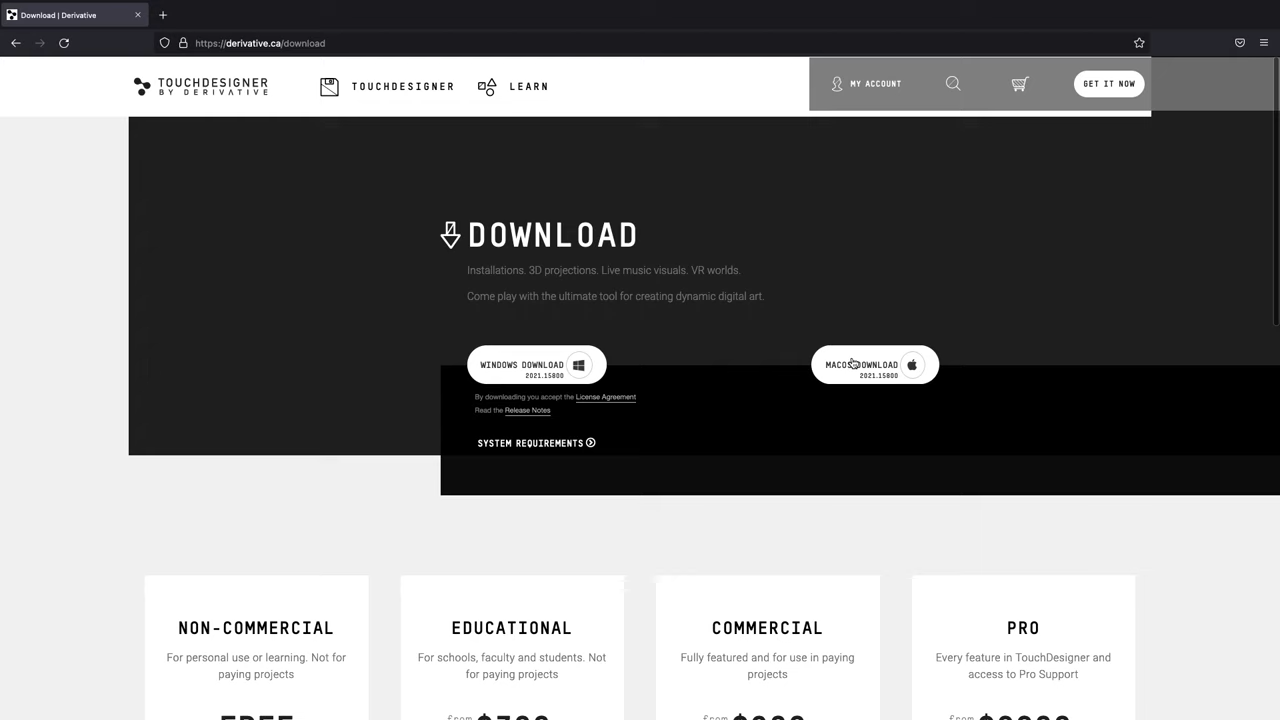 Download | Derivative
https://derivative.ca/download
TOUCHDESIGNER
BY DERIVATIVE
TOUCHDESIGNER
LEARN
MY ACCOUNT
GET IT NOW
DOWNLOAD
Installations. 3D projections. Live music visuals. VR worlds.
Come play with the ultimate tool for creating dynamic digital art.
WINDOWS DOWNLOAD
2021.15800
MACOS DOWNLOAD
2021.15800
By downloading you accept the License Agreement
Read the Release Notes
SYSTEM REQUIREMENTS
NON-COMMERCIAL
For personal use or learning. Not for
paying projects
FREE
EDUCATIONAL
For schools, faculty and students. Not
for paying projects
from
COMMERCIAL
Fully featured and for use in paying
projects
from
PRO
Every feature in TouchDesigner and
access to Pro Support
from